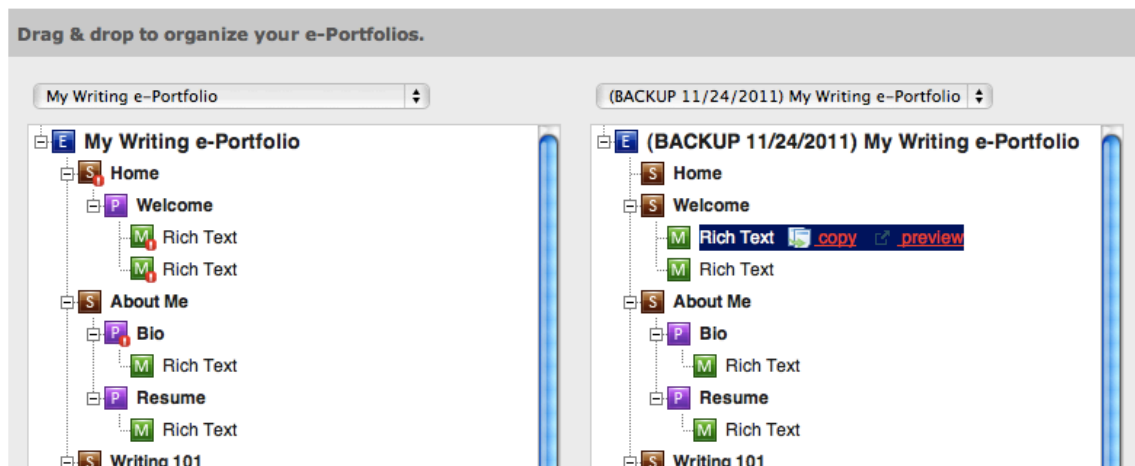 Drag & drop to organize your e-Portfolios.
My Writing e-Portfolio
E My Writing e-Portfolio
S Home
P Welcome
M Rich Text
M Rich Text
S About Me
P Bio
M Rich Text
P Resume
M Rich Text
S Writing 101
(BACKUP 11/24/2011) My Writing e-Portfolio
E (BACKUP 11/24/2011) My Writing e-Portfolio
S Home
S Welcome
M Rich Text copy preview
M Rich Text
S About Me
P Bio
M Rich Text
P Resume
M Rich Text
S Writing 101